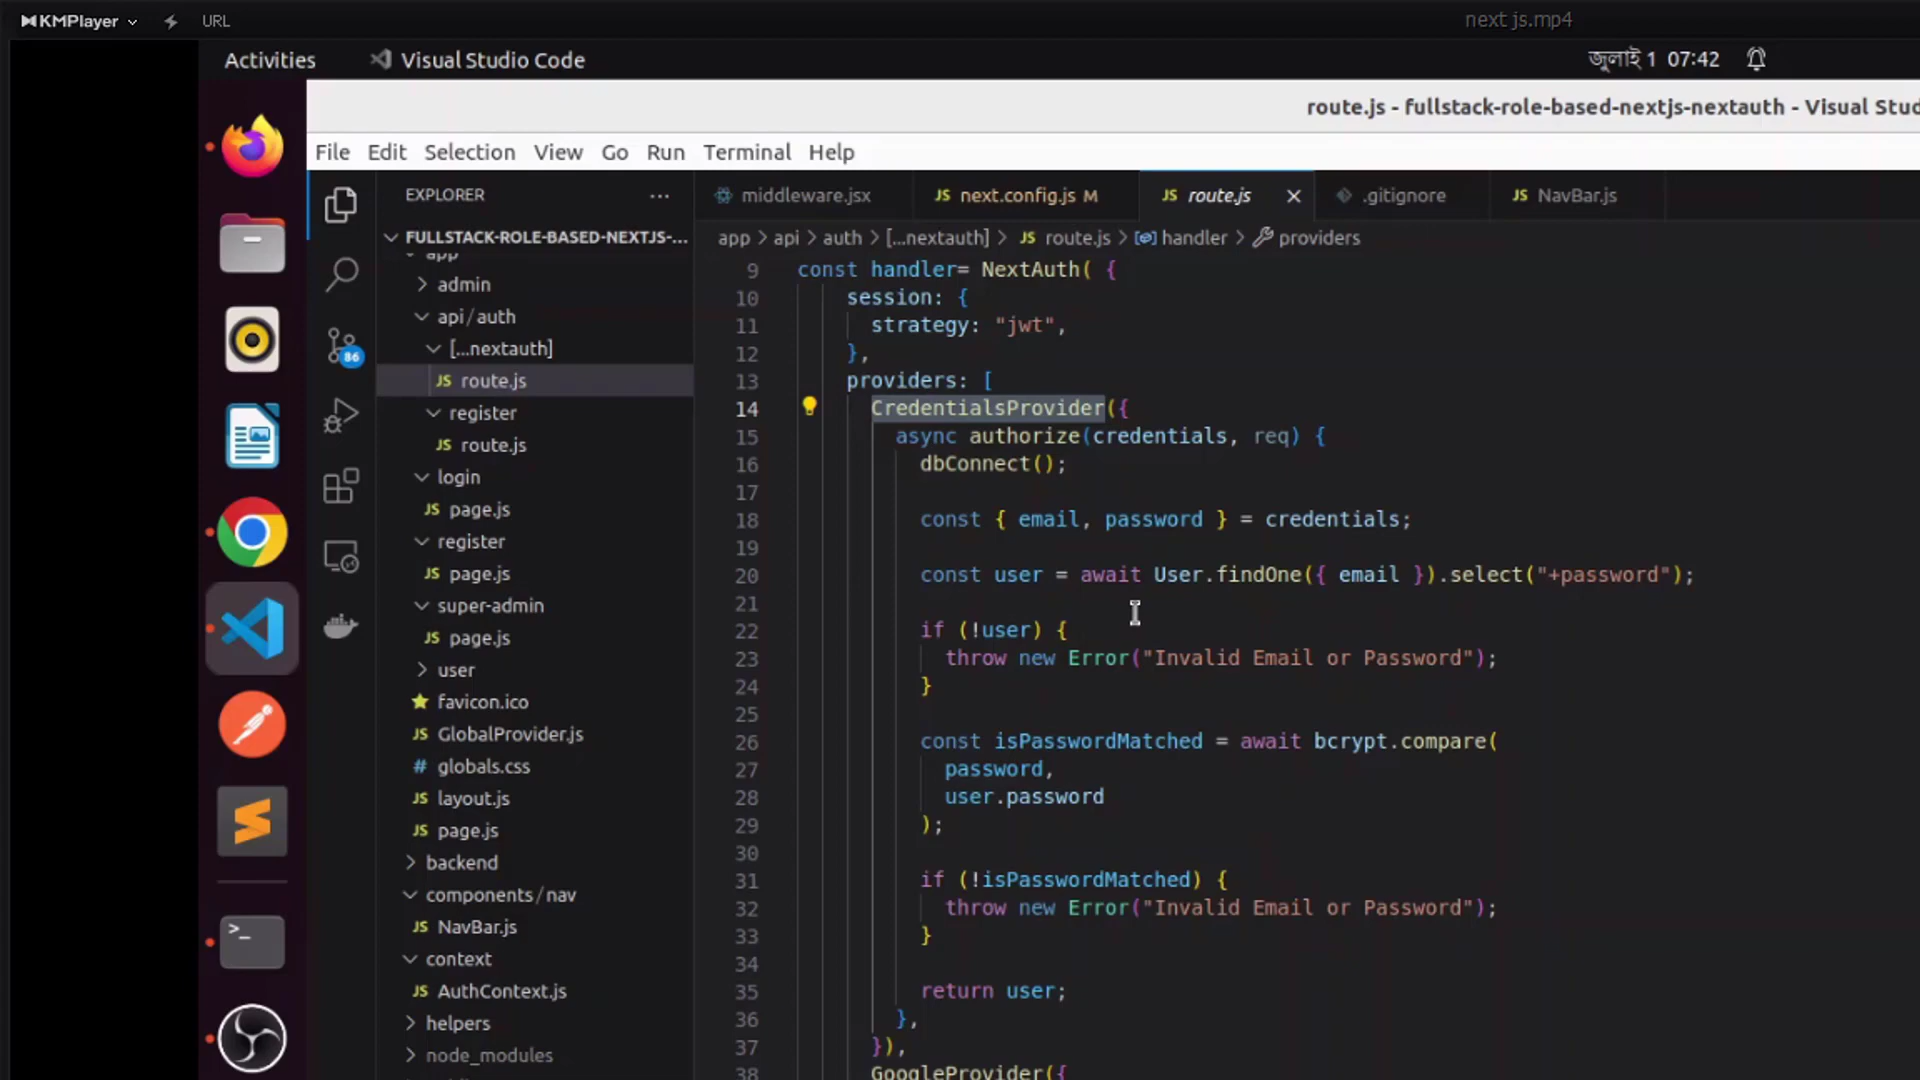 KMPlayer URL next js.mp4
Activities Visual Studio Code জুলাই 1 07:42
route.js - fullstack-role-based-nextjs-nextauth - Visual Stud
File Edit Selection View Go Run Terminal Help
EXPLORER ...
FULLSTACK-ROLE-BASED-NEXTJS-...
app
admin
api/auth
[...nextauth]
JS route.js
register
JS route.js
login
JS page.js
register
JS page.js
super-admin
JS page.js
user
favicon.ico
JS GlobalProvider.js
# globals.css
JS layout.js
JS page.js
backend
components/nav
JS NavBar.js
context
JS AuthContext.js
helpers
node_modules
86
middleware.jsx JS next.config.js M JS route.js .gitignore JS NavBar.js
app > api > auth > [...nextauth] > JS route.js > handler > providers
9 const handler= NextAuth( {
10 session: {
11 strategy: "jwt",
12 },
13 providers: [
14 CredentialsProvider({
15 async authorize(credentials, req) {
16 dbConnect();
17
18 const { email, password } = credentials;
19
20 const user = await User.findOne({ email }).select("+password");
21
22 if (!user) {
23 throw new Error("Invalid Email or Password");
24 }
25
26 const isPasswordMatched = await bcrypt.compare(
27 password,
28 user.password
29 );
30
31 if (!isPasswordMatched) {
32 throw new Error("Invalid Email or Password");
33 }
34
35 return user;
36 },
37 }),
38 GoogleProvider({